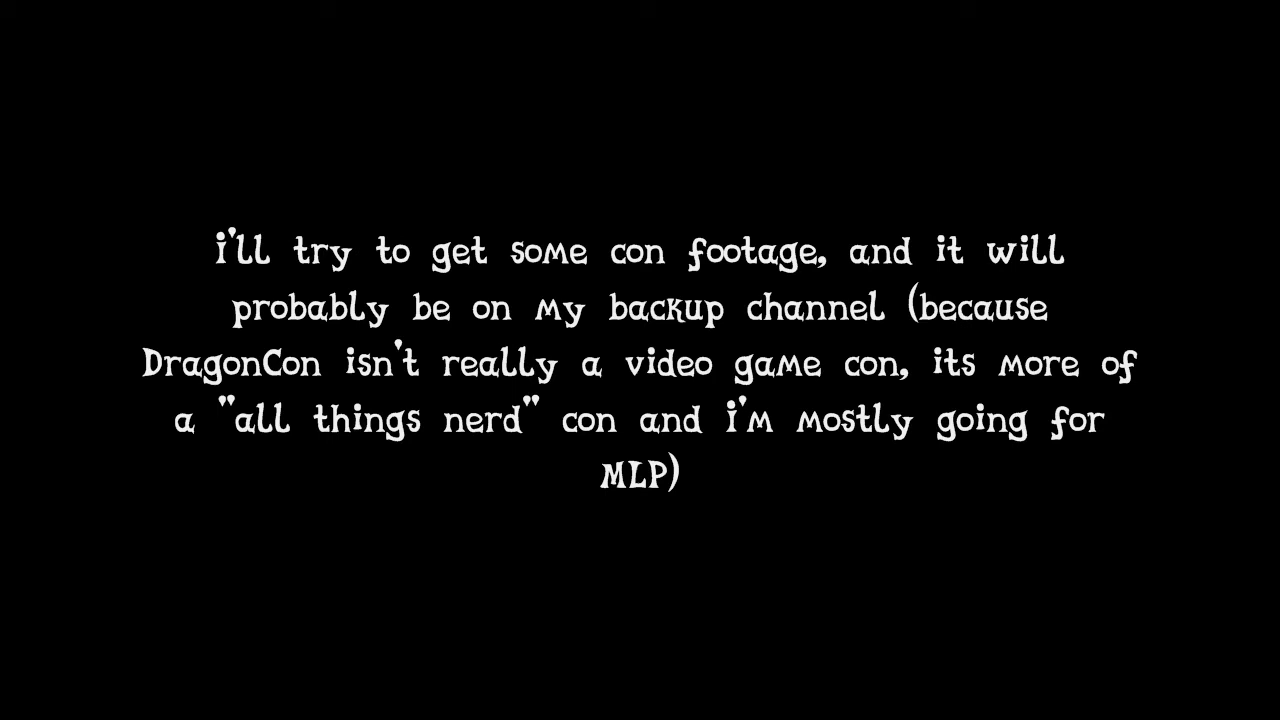 i'll try to get some con footage, and it will
probably be on my backup channel (because
DragonCon isn't really a video game con, its more of
a "all things nerd" con and i'm mostly going for
MLP)